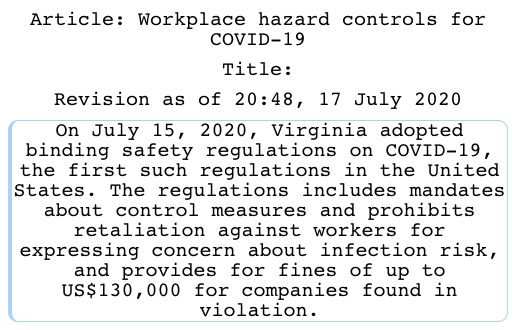 Article: Workplace hazard controls for
COVID-19
Title:
Revision as of 20:48, 17 July 2020
On July 15, 2020, Virginia adopted
binding safety regulations on COVID-19,
the first such regulations in the United
States. The regulations includes mandates
about control measures and prohibits
retaliation against workers for
expressing concern about infection risk,
and provides for fines of up to
US$130,000 for companies found in
violation.